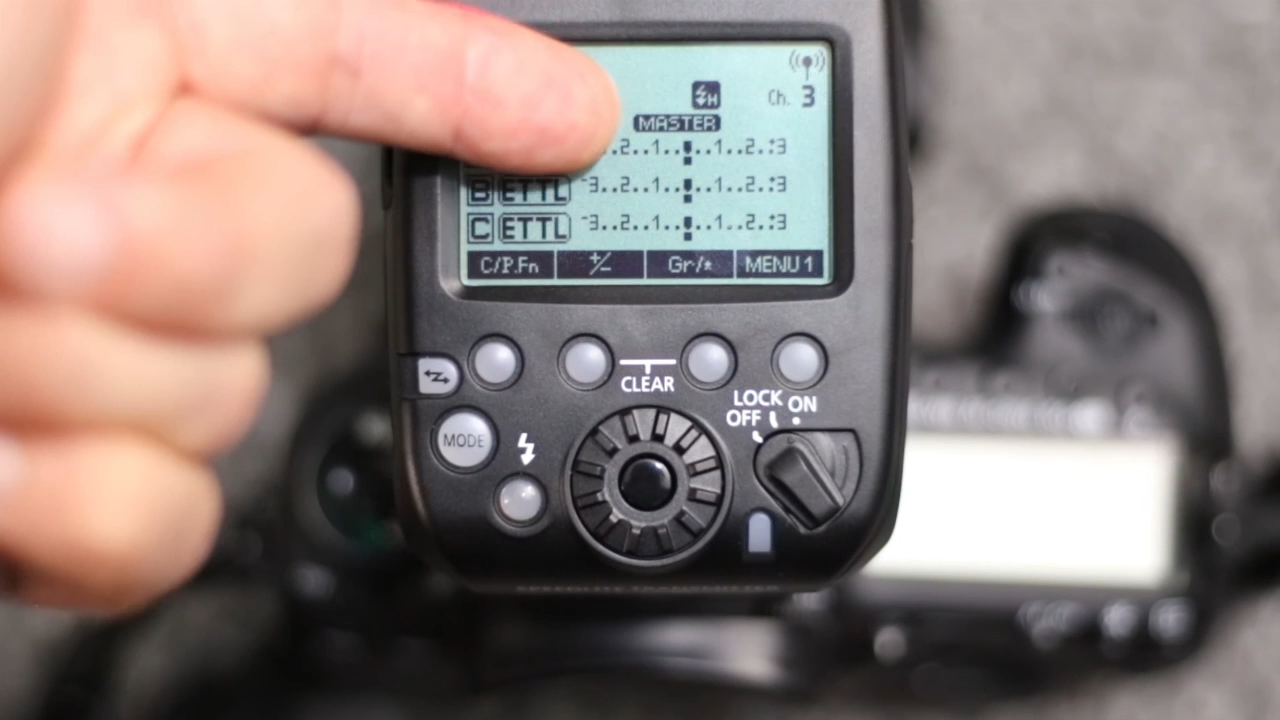 H
Ch. 3
MASTER
.2..1..▮..1..2.:3
B ETTL -3..2..1..▮..1..2.:3
C ETTL -3..2..1..▮..1..2.:3
C/P.Fn +/- Gr/* MENU 1
CLEAR
LOCK ON
OFF
MODE